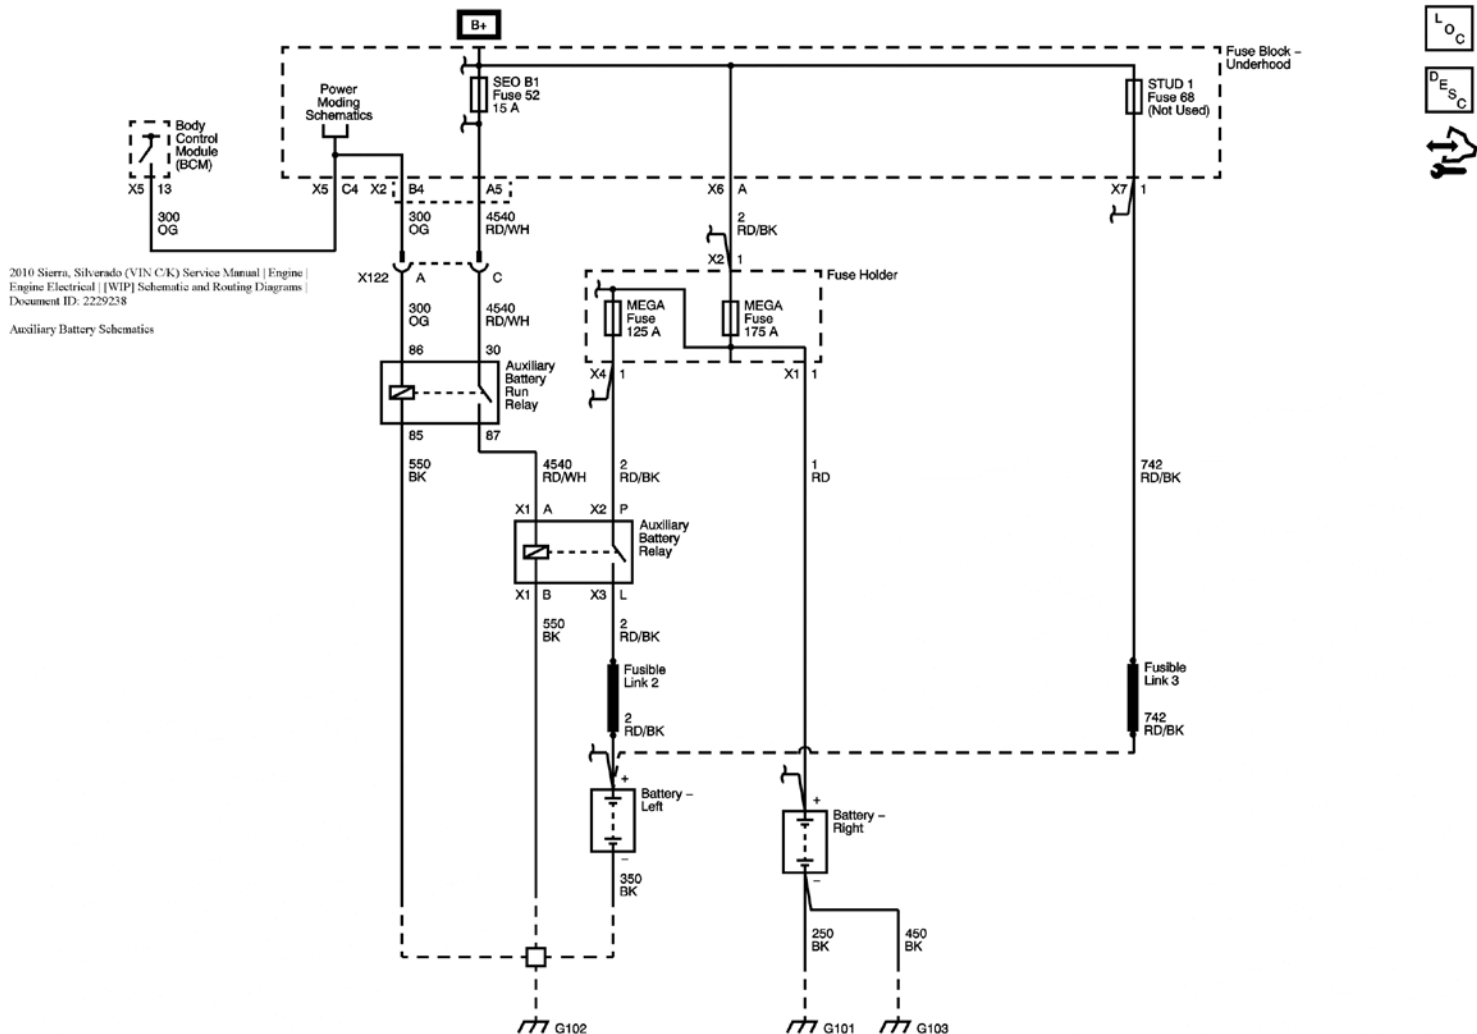 B+
L
O
C
Fuse Block –
Underhood
SEO B1
Fuse 52
15 A
STUD 1
Fuse 68
(Not Used)
D
E
S
C
Power
Moding
Schematics
Body
Control
Module
(BCM)
X5 13
X5 C4 X2 B4 A5
X6 A
X7 1
300
OG
300
OG
4540
RD/WH
2
RD/BK
X2 1
2010 Sierra, Silverado (VIN C/K) Service Manual | Engine |
Engine Electrical | [WIP] Schematic and Routing Diagrams |
Document ID: 2229238
Auxiliary Battery Schematics
X122 A C
Fuse Holder
300
OG
4540
RD/WH
MEGA
Fuse
125 A
MEGA
Fuse
175 A
86 30
Auxiliary
Battery
Run
Relay
X4 1
X1 1
85 87
550
BK
4540
RD/WH
2
RD/BK
1
RD
742
RD/BK
X1 A X2 P
Auxiliary
Battery
Relay
X1 B X3 L
550
BK
2
RD/BK
Fusible
Link 2
Fusible
Link 3
2
RD/BK
742
RD/BK
+
Battery –
Left
–
+
Battery –
Right
–
350
BK
250
BK
450
BK
G102
G101
G103